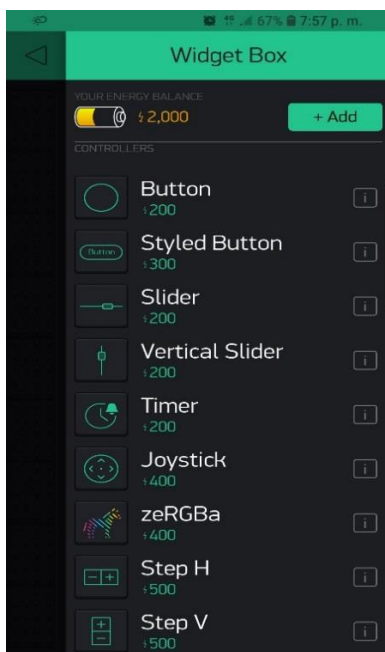 67% 7:57 p. m.
Widget Box
YOUR ENERGY BALANCE
2,000
+ Add
CONTROLLERS
Button
200
Button
Styled Button
300
Slider
200
Vertical Slider
200
Timer
200
Joystick
400
zeRGBa
400
Step H
500
Step V
500